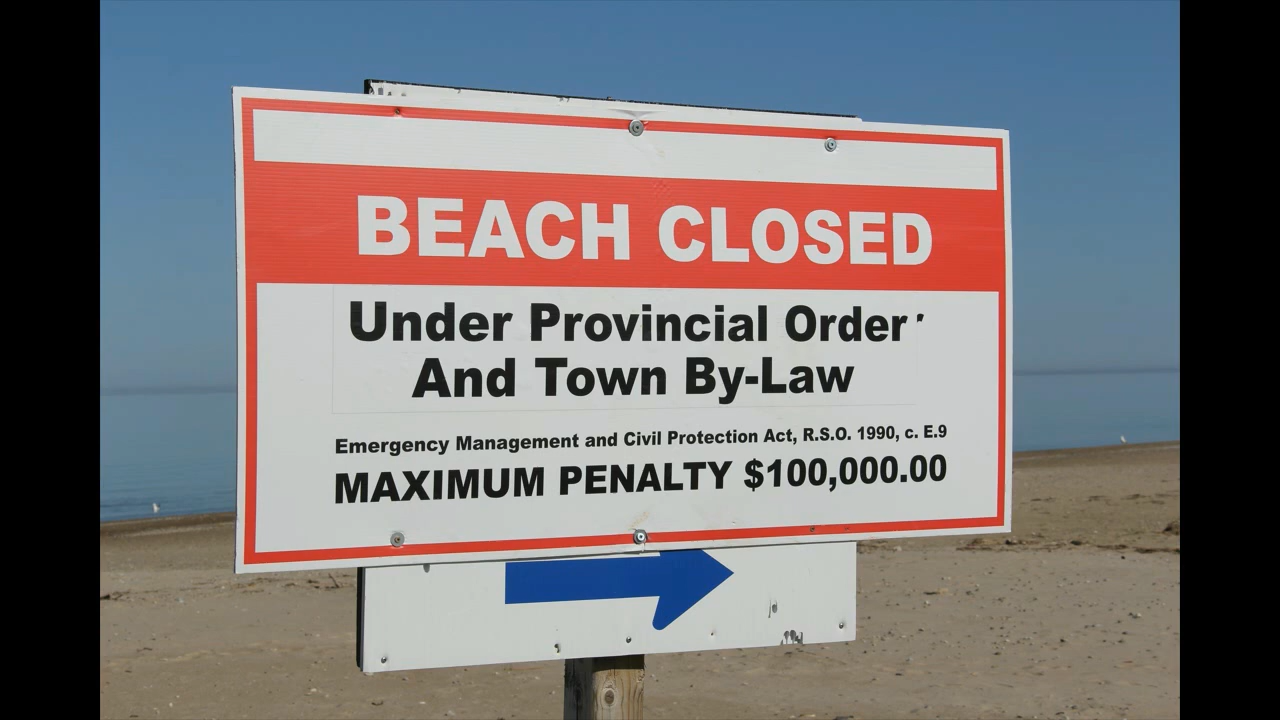 BEACH CLOSED
Under Provincial Order
And Town By-Law
Emergency Management and Civil Protection Act, R.S.O. 1990, c. E.9
MAXIMUM PENALTY $100,000.00